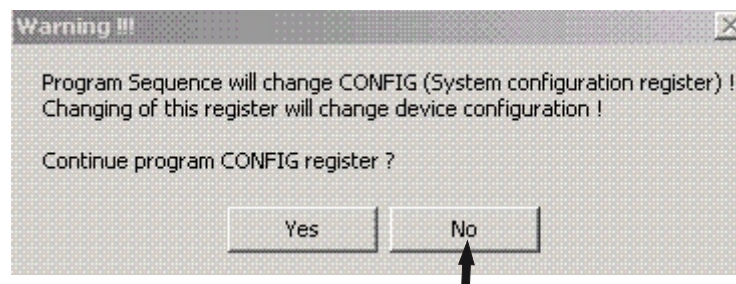 Warning !!!
Program Sequence will change CONFIG (System configuration register) !
Changing of this register will change device configuration !
Continue program CONFIG register ?
Yes No